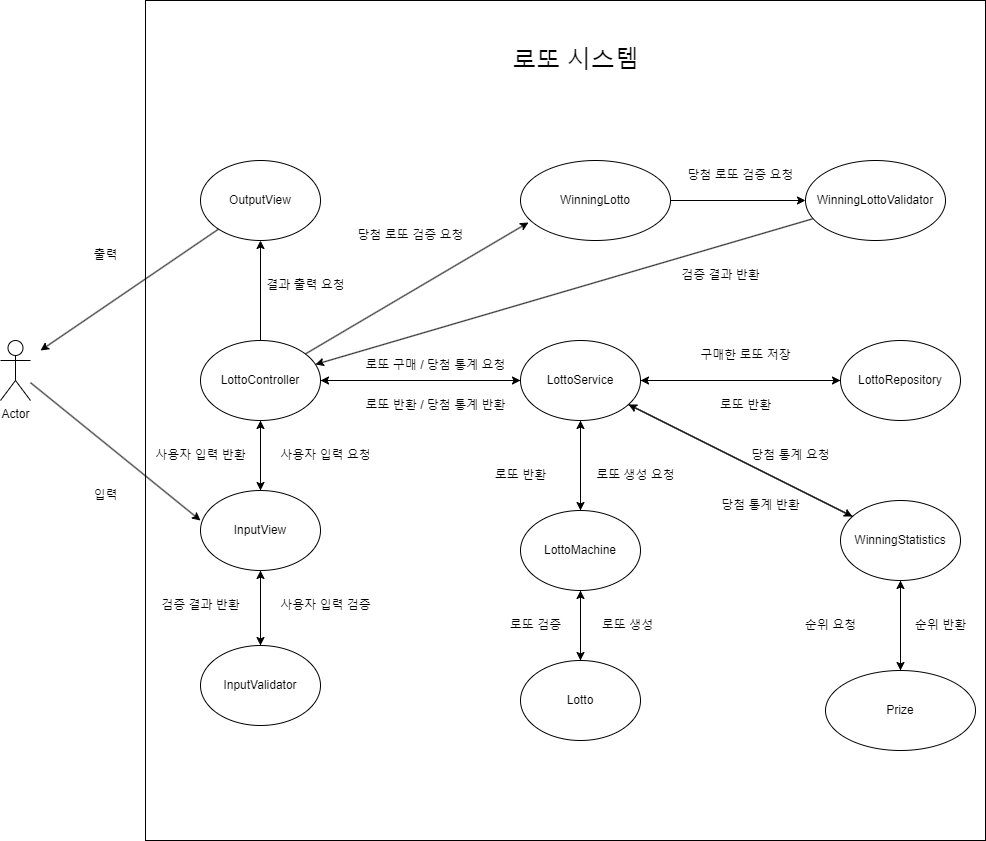 로또 시스템
OutputView
WinningLotto
당첨 로또 검증 요청
WinningLottoValidator
출력
당첨 로또 검증 요청
결과 출력 요청
검증 결과 반환
Actor
LottoController
로또 구매 / 당첨 통계 요청
로또 반환 / 당첨 통계 반환
LottoService
구매한 로또 저장
로또 반환
LottoRepository
사용자 입력 반환
사용자 입력 요청
로또 반환
로또 생성 요청
당첨 통계 요청
당첨 통계 반환
입력
InputView
LottoMachine
WinningStatistics
검증 결과 반환
사용자 입력 검증
로또 검증
로또 생성
순위 요청
순위 반환
InputValidator
Lotto
Prize